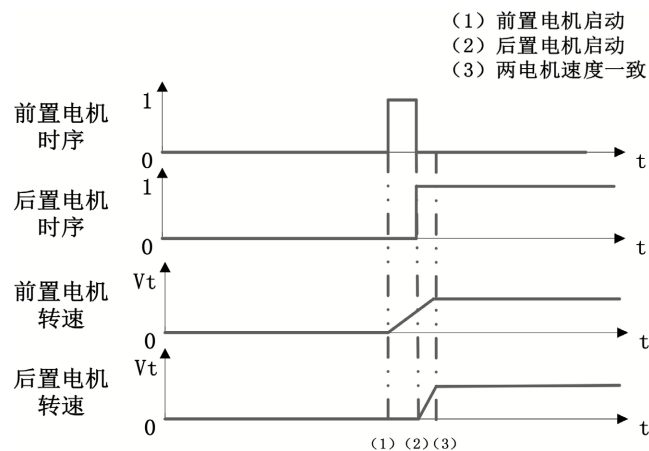 (1) 前置电机启动
(2) 后置电机启动
(3) 两电机速度一致
前置电机
时序
1
0
t
后置电机
时序
1
0
t
前置电机
转速
Vt
0
t
后置电机
转速
Vt
0
t
(1) (2) (3)